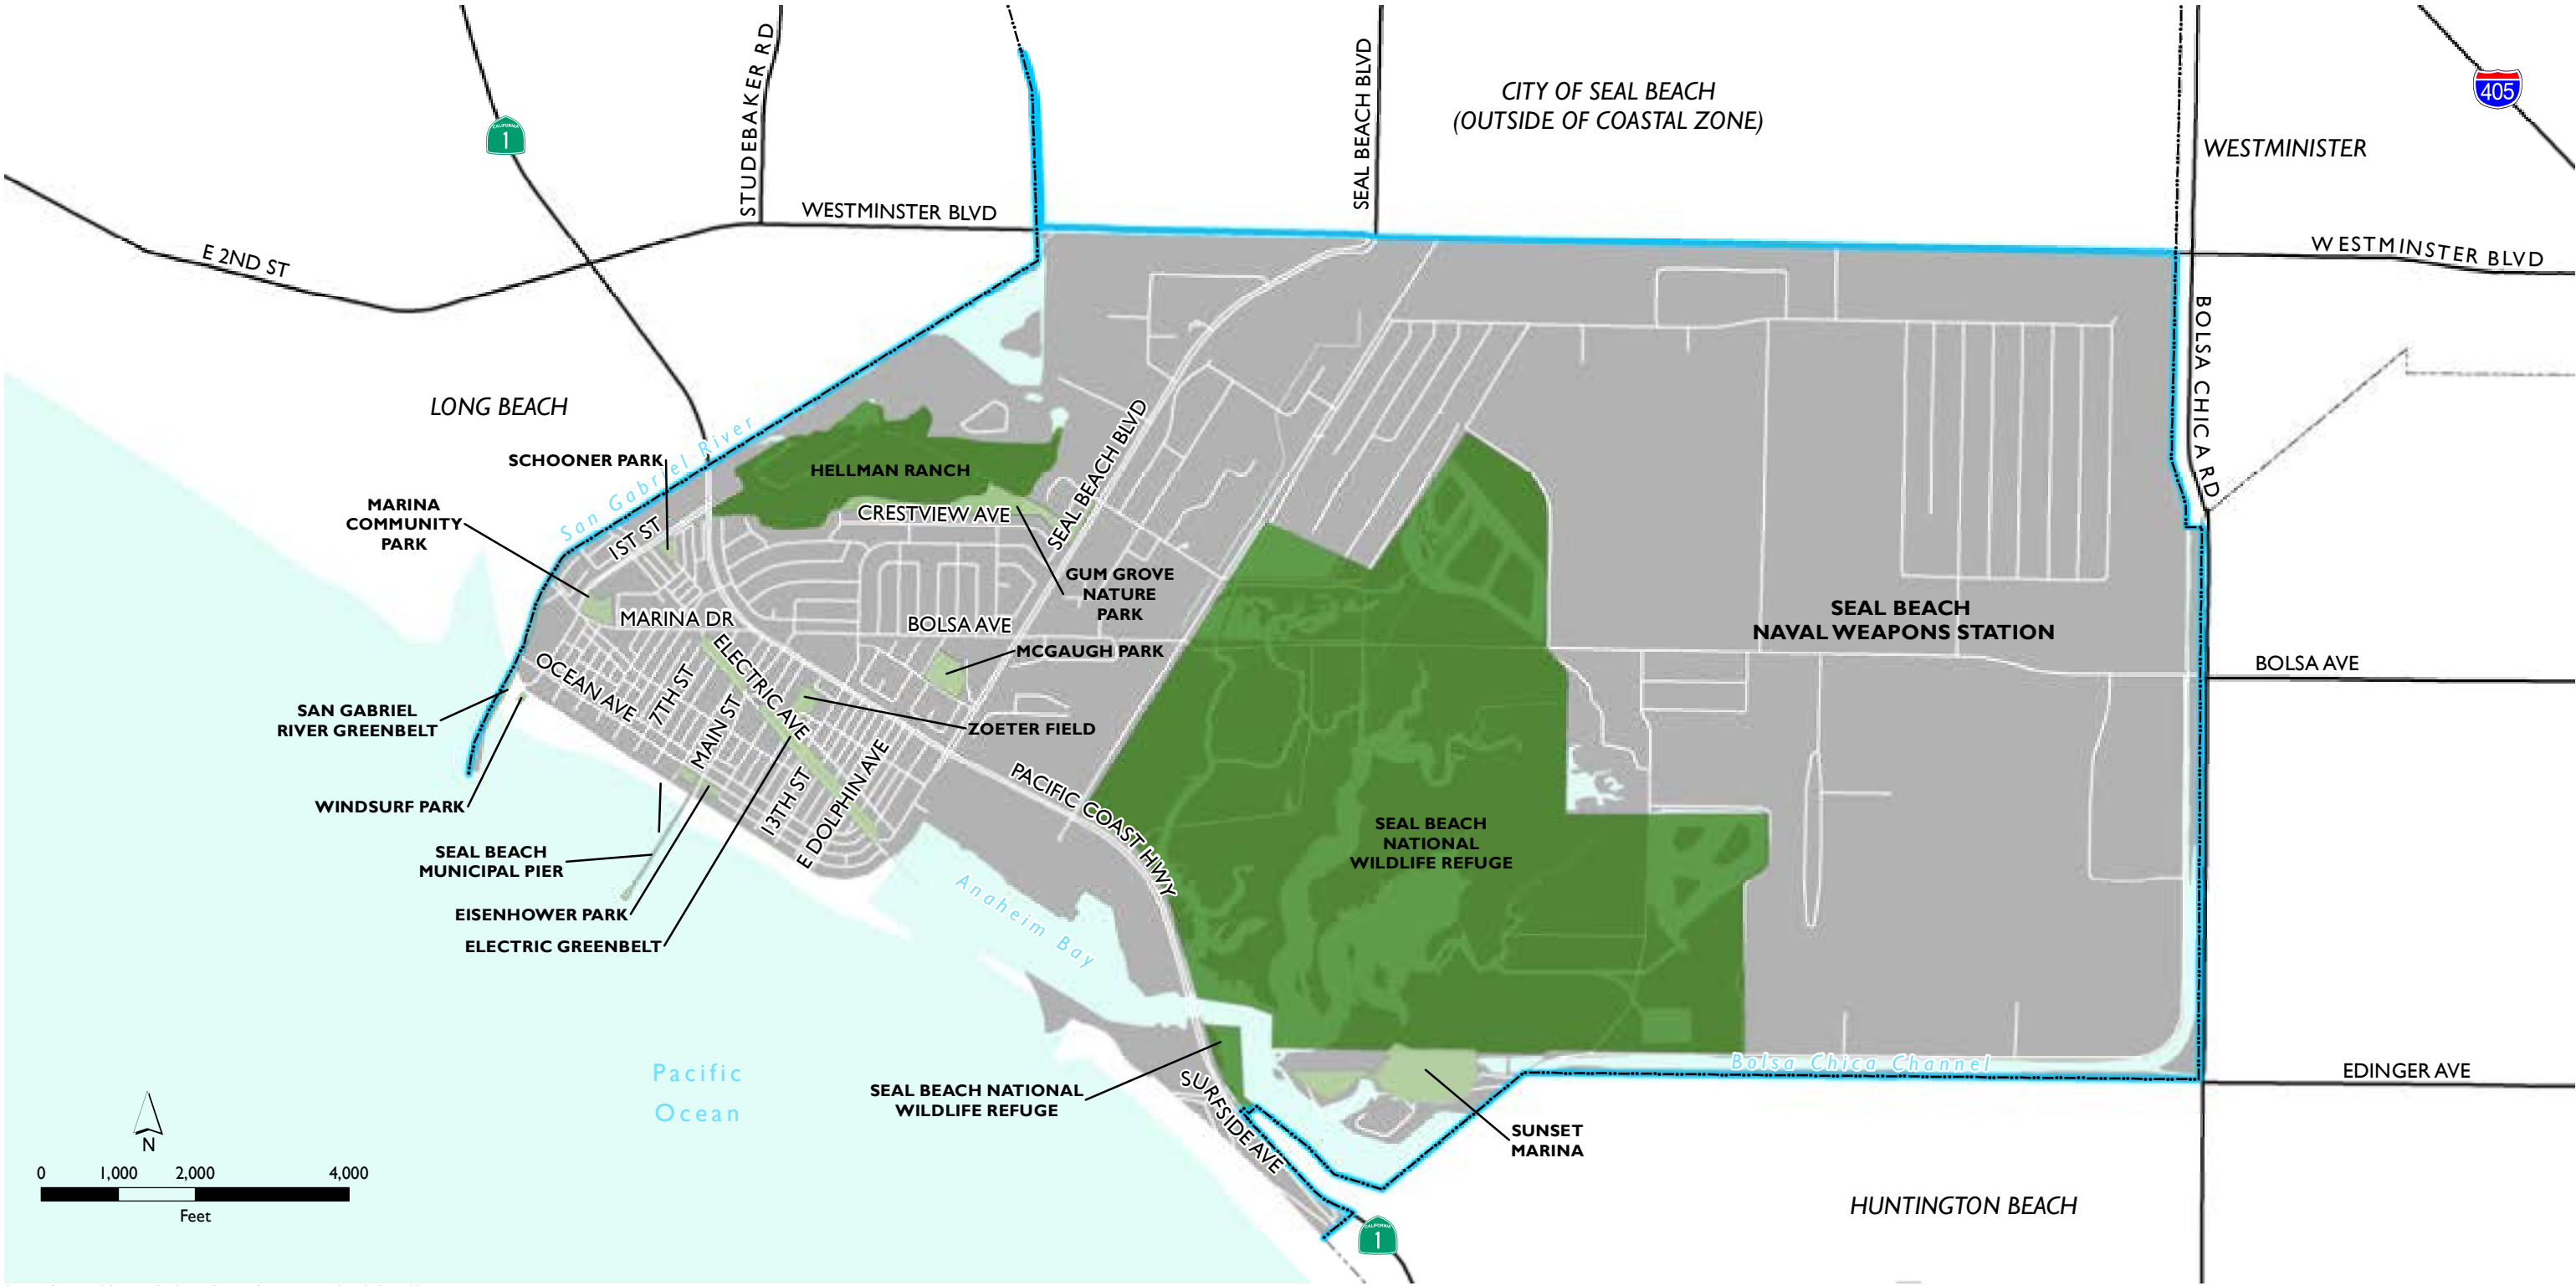 STUDEBAKER RD
SEAL BEACH BLVD
CITY OF SEAL BEACH
(OUTSIDE OF COASTAL ZONE)
405
CALIFORNIA
1
WESTMINISTER
WESTMINSTER BLVD
E 2ND ST
WESTMINSTER BLVD
BOLSA CHICA RD
LONG BEACH
San Gabriel River
SCHOONER PARK
HELLMAN RANCH
SEAL BEACH BLVD
MARINA
COMMUNITY
PARK
1ST ST
CRESTVIEW AVE
GUM GROVE
NATURE
PARK
MARINA DR
BOLSA AVE
SEAL BEACH
NAVAL WEAPONS STATION
MCGAUGH PARK
BOLSA AVE
OCEAN AVE
7TH ST
MAIN ST
ELECTRIC AVE
SAN GABRIEL
RIVER GREENBELT
ZOETER FIELD
WINDSURF PARK
13TH ST
E DOLPHIN AVE
PACIFIC COAST HWY
SEAL BEACH
NATIONAL
WILDLIFE REFUGE
SEAL BEACH
MUNICIPAL PIER
Anaheim Bay
EISENHOWER PARK
ELECTRIC GREENBELT
Pacific
Ocean
Bolsa Chica Channel
EDINGER AVE
SEAL BEACH NATIONAL
WILDLIFE REFUGE
SURFSIDE AVE
SUNSET
MARINA
N
0 1,000 2,000 4,000
Feet
HUNTINGTON BEACH
CALIFORNIA
1